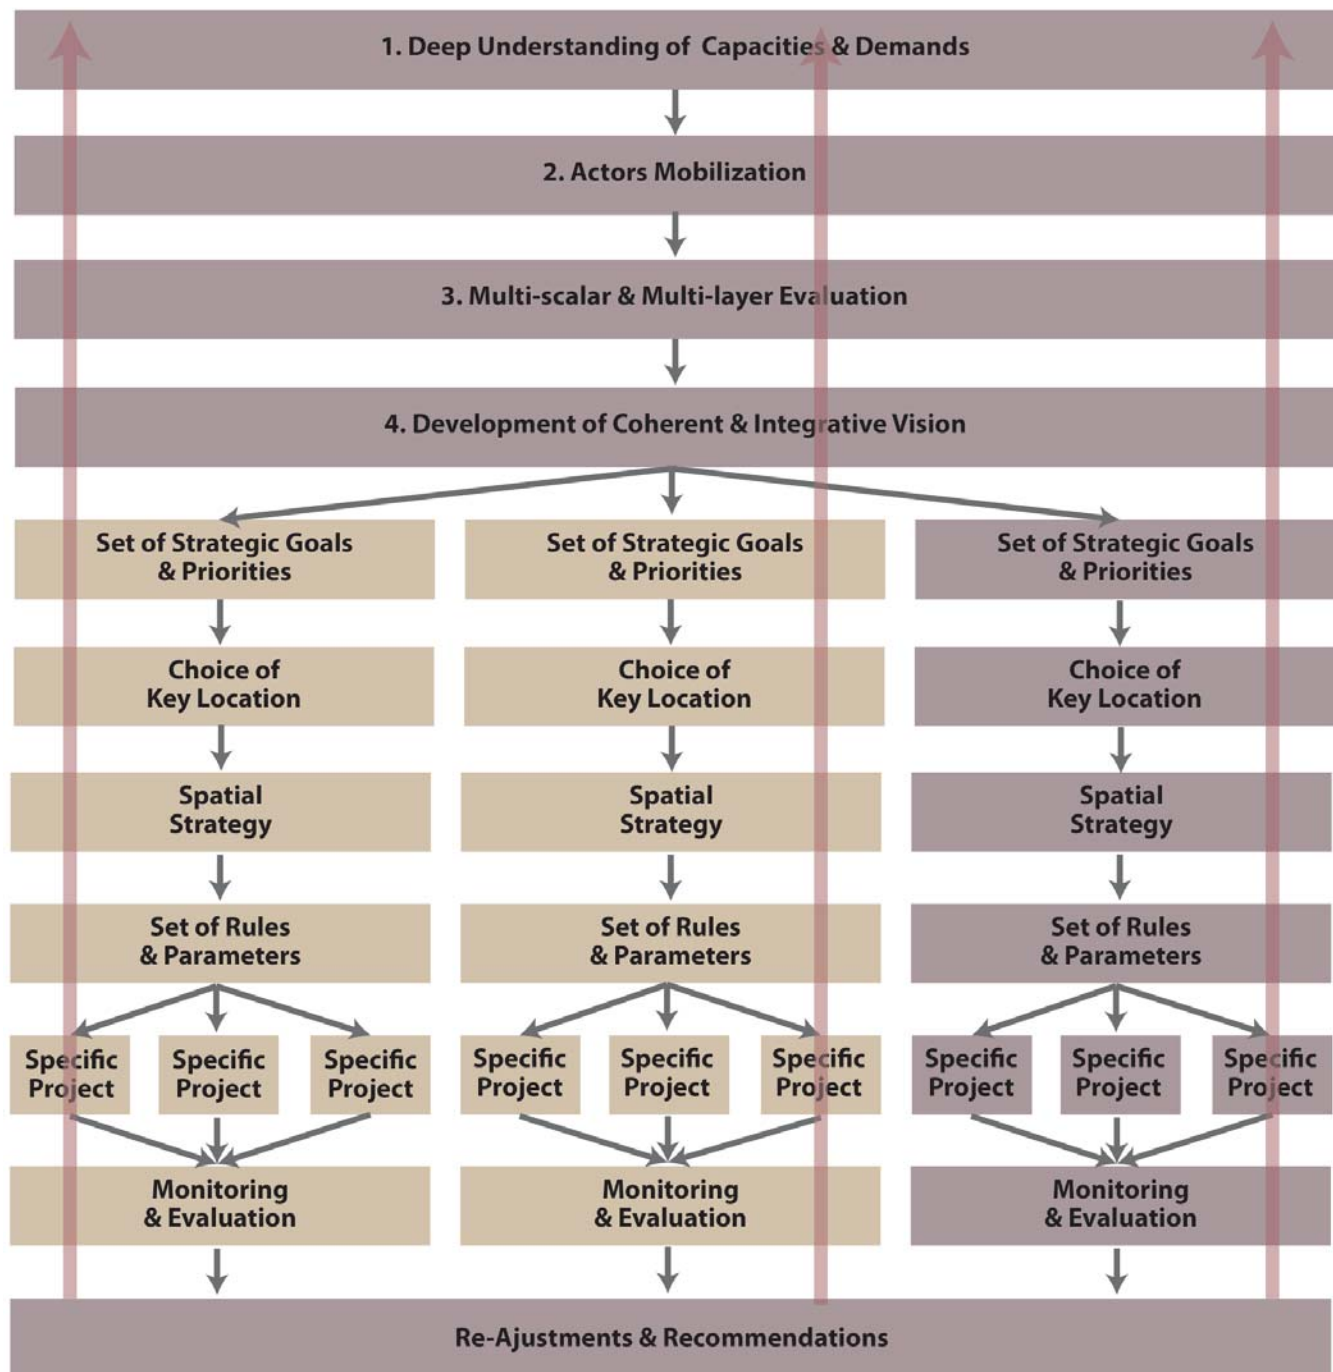 1. Deep Understanding of Capacities & Demands
2. Actors Mobilization
3. Multi-scalar & Multi-layer Evaluation
4. Development of Coherent & Integrative Vision
Set of Strategic Goals
& Priorities
Set of Strategic Goals
& Priorities
Set of Strategic Goals
& Priorities
Choice of
Key Location
Choice of
Key Location
Choice of
Key Location
Spatial
Strategy
Spatial
Strategy
Spatial
Strategy
Set of Rules
& Parameters
Set of Rules
& Parameters
Set of Rules
& Parameters
Specific
Project
Specific
Project
Specific
Project
Specific
Project
Specific
Project
Specific
Project
Specific
Project
Specific
Project
Specific
Project
Monitoring
& Evaluation
Monitoring
& Evaluation
Monitoring
& Evaluation
Re-Ajustments & Recommendations